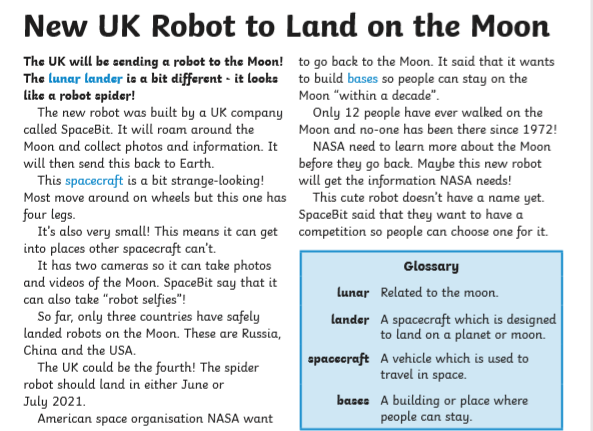 New UK Robot to Land on the Moon
The UK will be sending a robot to the Moon!
The lunar lander is a bit different - it looks
like a robot spider!
The new robot was built by a UK company
called SpaceBit. It will roam around the
Moon and collect photos and information. It
will then send this back to Earth.
This spacecraft is a bit strange-looking!
Most move around on wheels but this one has
four legs.
It's also very small! This means it can get
into places other spacecraft can't.
It has two cameras so it can take photos
and videos of the Moon. SpaceBit say that it
can also take “robot selfies”!
So far, only three countries have safely
landed robots on the Moon. These are Russia,
China and the USA.
The UK could be the fourth! The spider
robot should land in either June or
July 2021.
American space organisation NASA want
to go back to the Moon. It said that it wants
to build bases so people can stay on the
Moon “within a decade”.
Only 12 people have ever walked on the
Moon and no-one has been there since 1972!
NASA need to learn more about the Moon
before they go back. Maybe this new robot
will get the information NASA needs!
This cute robot doesn't have a name yet.
SpaceBit said that they want to have a
competition so people can choose one for it.
Glossary
lunar Related to the moon.
lander A spacecraft which is designed
to land on a planet or moon.
spacecraft A vehicle which is used to
travel in space.
bases A building or place where
people can stay.